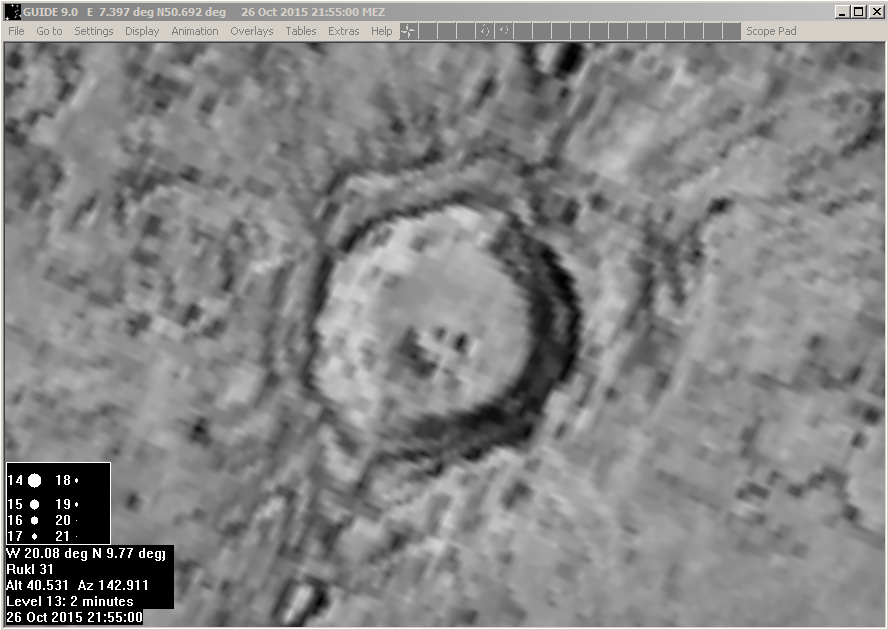 GUIDE 9.0 E 7.397 deg N50.692 deg 26 Oct 2015 21:55:00 MEZ
File Go to Settings Display Animation Overlays Tables Extras Help Scope Pad
14 18
15 19
16 20
17 21
W 20.08 deg N 9.77 deg
Rukl 31
Alt 40.531 Az 142.911
Level 13: 2 minutes
26 Oct 2015 21:55:00